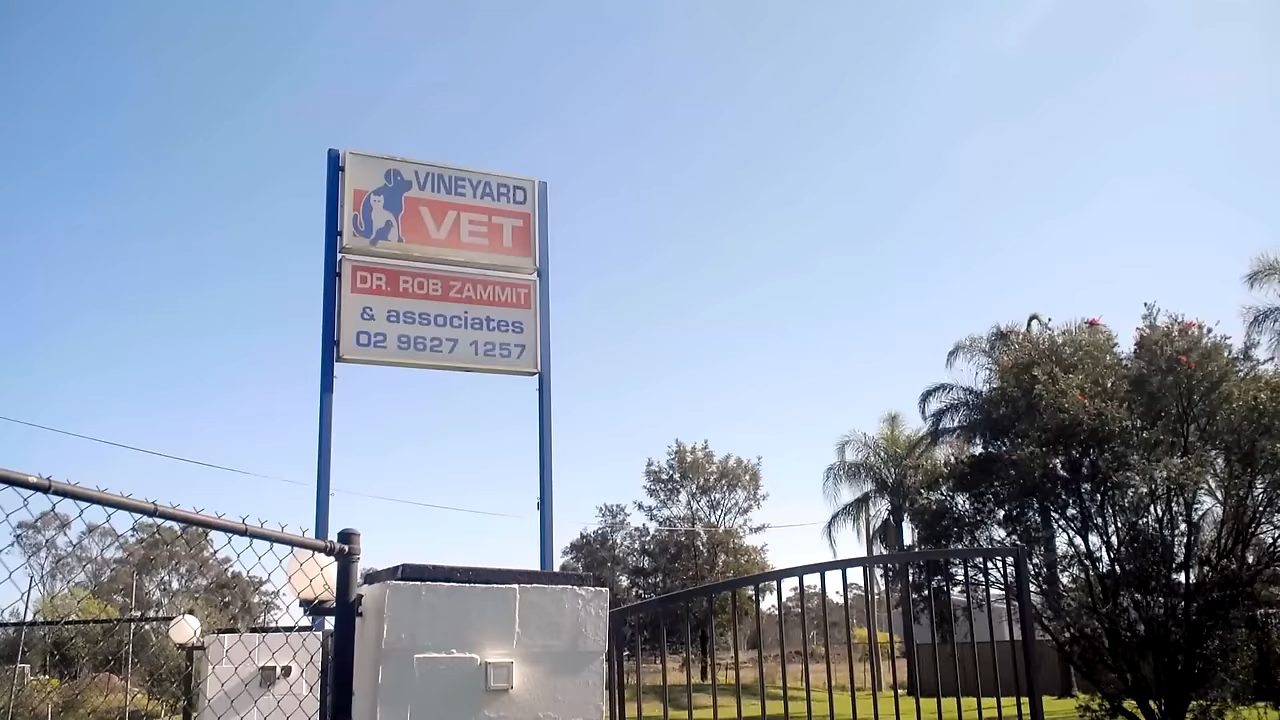 VINEYARD
VET
DR. ROB ZAMMIT
& associates
02 9627 1257